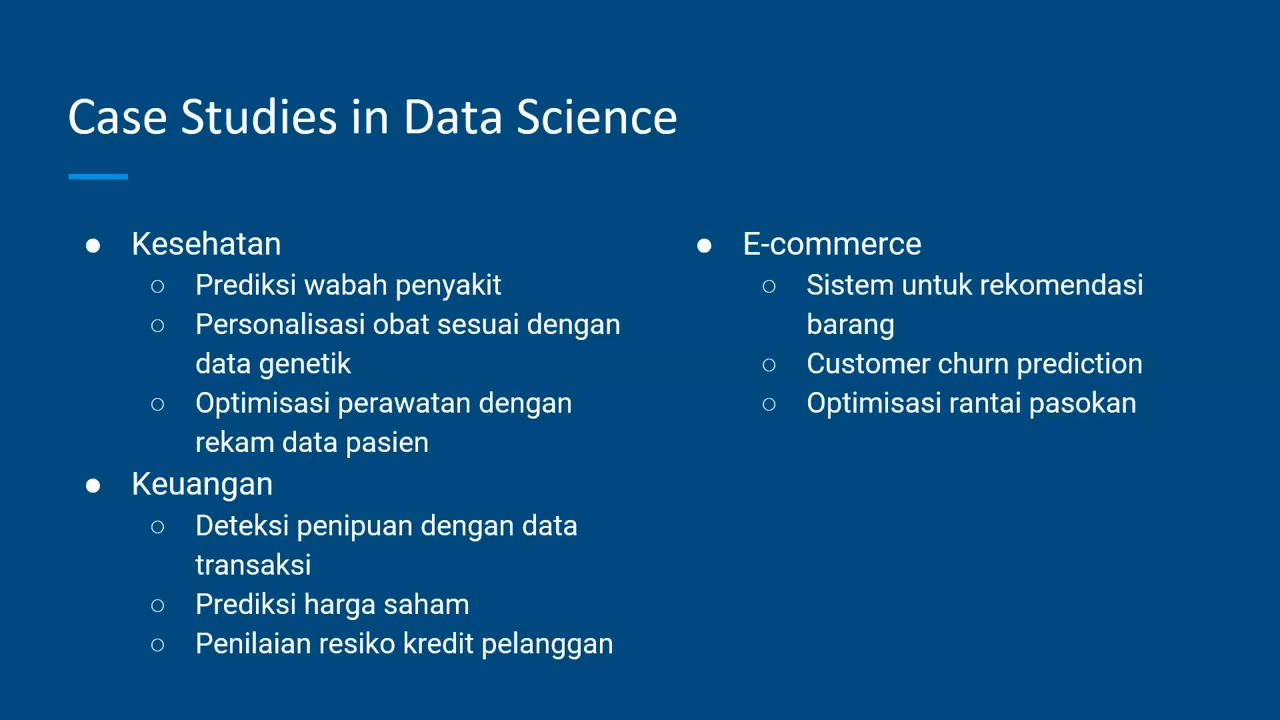 Case Studies in Data Science
● Kesehatan
○ Prediksi wabah penyakit
○ Personalisasi obat sesuai dengan
data genetik
○ Optimisasi perawatan dengan
rekam data pasien
● Keuangan
○ Deteksi penipuan dengan data
transaksi
○ Prediksi harga saham
○ Penilaian resiko kredit pelanggan
● E-commerce
○ Sistem untuk rekomendasi
barang
○ Customer churn prediction
○ Optimisasi rantai pasokan